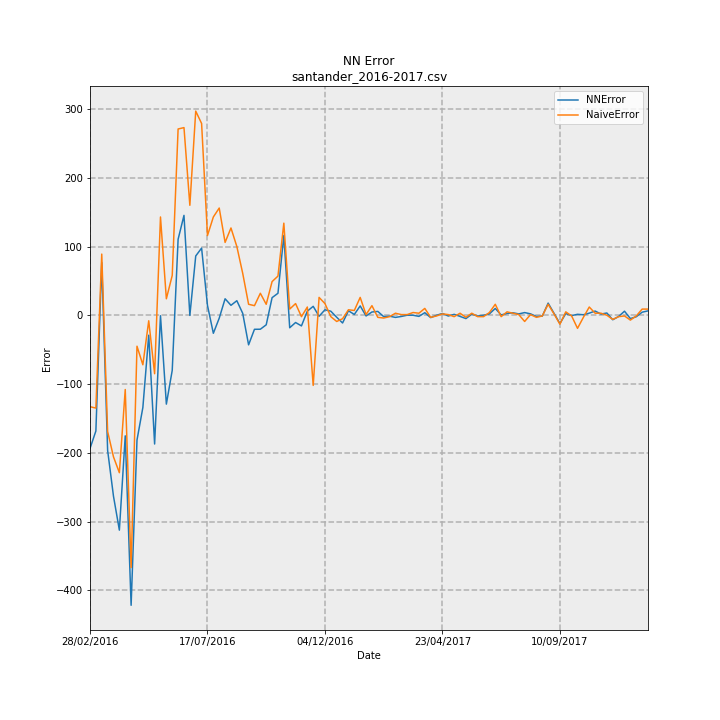 NN Error
santander_2016-2017.csv
NNError
NaiveError
300
200
100
0
−100
−200
−300
−400
Error
28/02/2016
17/07/2016
04/12/2016
23/04/2017
10/09/2017
Date